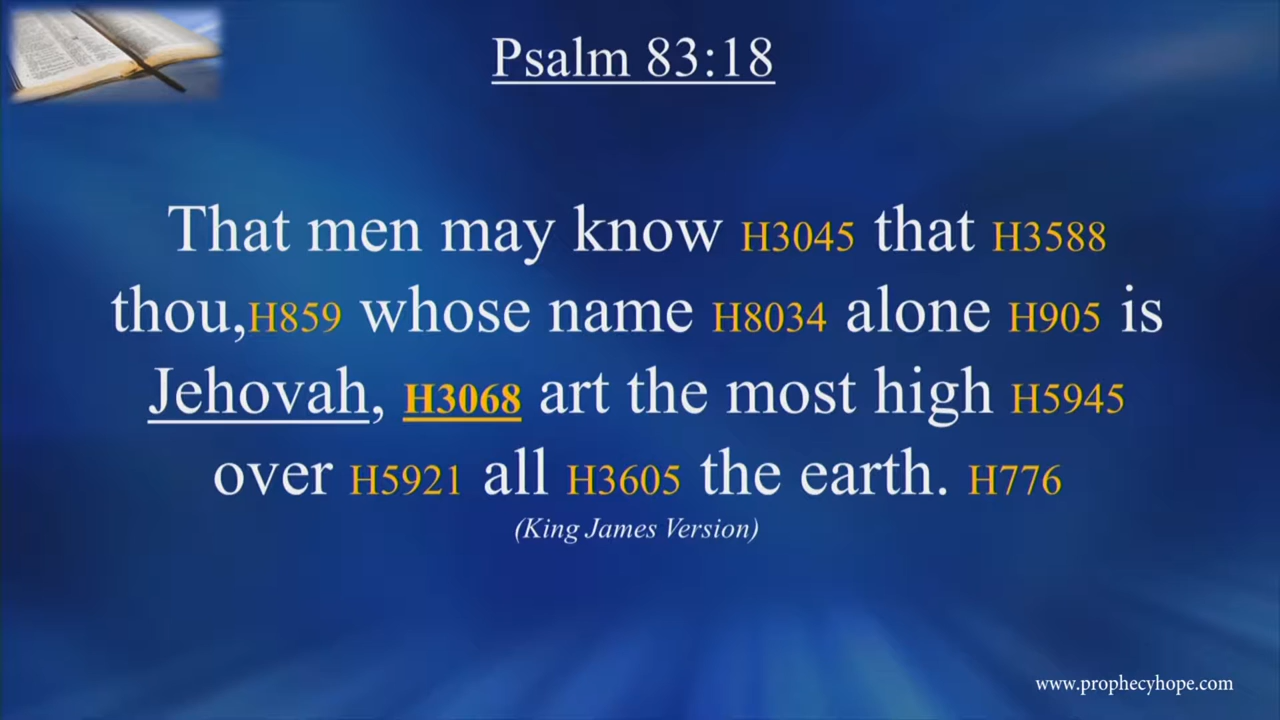 Psalm 83:18
That men may know H3045 that H3588
thou,H859 whose name H8034 alone H905 is
Jehovah, H3068 art the most high H5945
over H5921 all H3605 the earth. H776
(King James Version)
www.prophecyhope.com